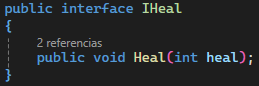 public interface IHeal
{
2 referencias
public void Heal(int heal);
}